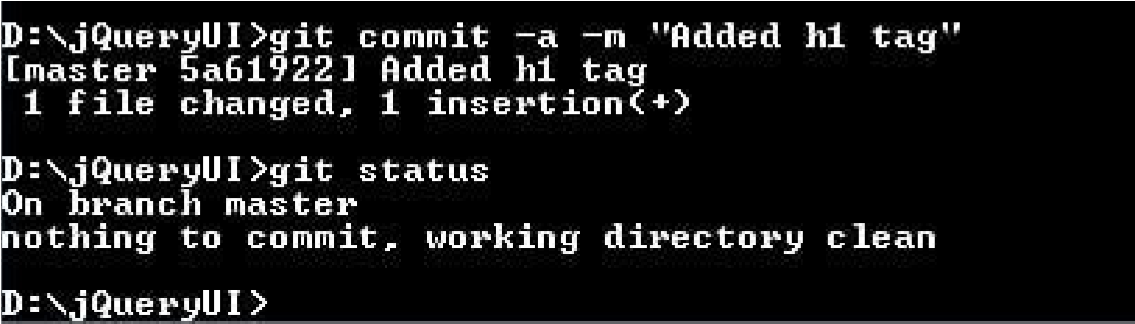 D:\jQueryUI>git commit -a -m "Added h1 tag"
[master 5a61922] Added h1 tag
 1 file changed, 1 insertion(+)
D:\jQueryUI>git status
On branch master
nothing to commit, working directory clean
D:\jQueryUI>